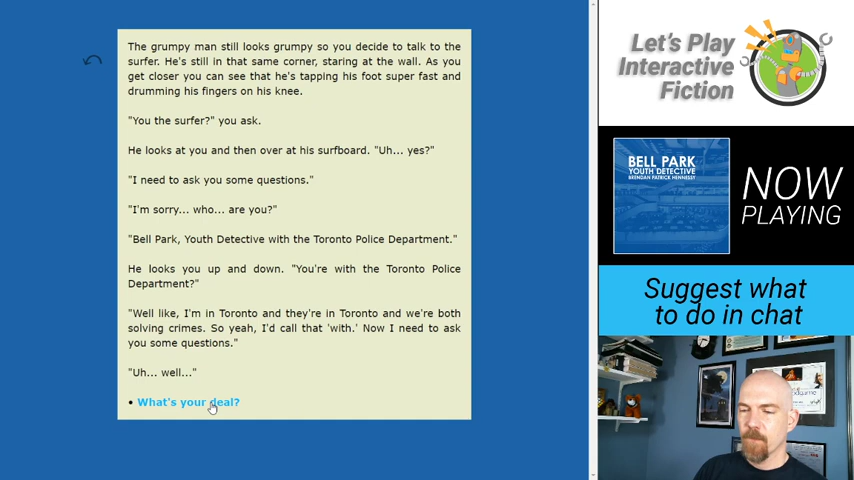 The grumpy man still looks grumpy so you decide to talk to the
surfer. He's still in that same corner, staring at the wall. As you
get closer you can see that he's tapping his foot super fast and
drumming his fingers on his knee.
"You the surfer?" you ask.
He looks at you and then over at his surfboard. "Uh... yes?"
"I need to ask you some questions."
"I'm sorry... who... are you?"
"Bell Park, Youth Detective with the Toronto Police Department."
He looks you up and down. "You're with the Toronto Police
Department?"
"Well like, I'm in Toronto and they're in Toronto and we're both
solving crimes. So yeah, I'd call that 'with.' Now I need to ask
you some questions."
"Uh... well..."
• What's your deal?
Let's Play
Interactive
Fiction
BELL PARK
YOUTH DETECTIVE
BRENDAN PATRICK HENNESSY
NOW
PLAYING
Suggest what
to do in chat